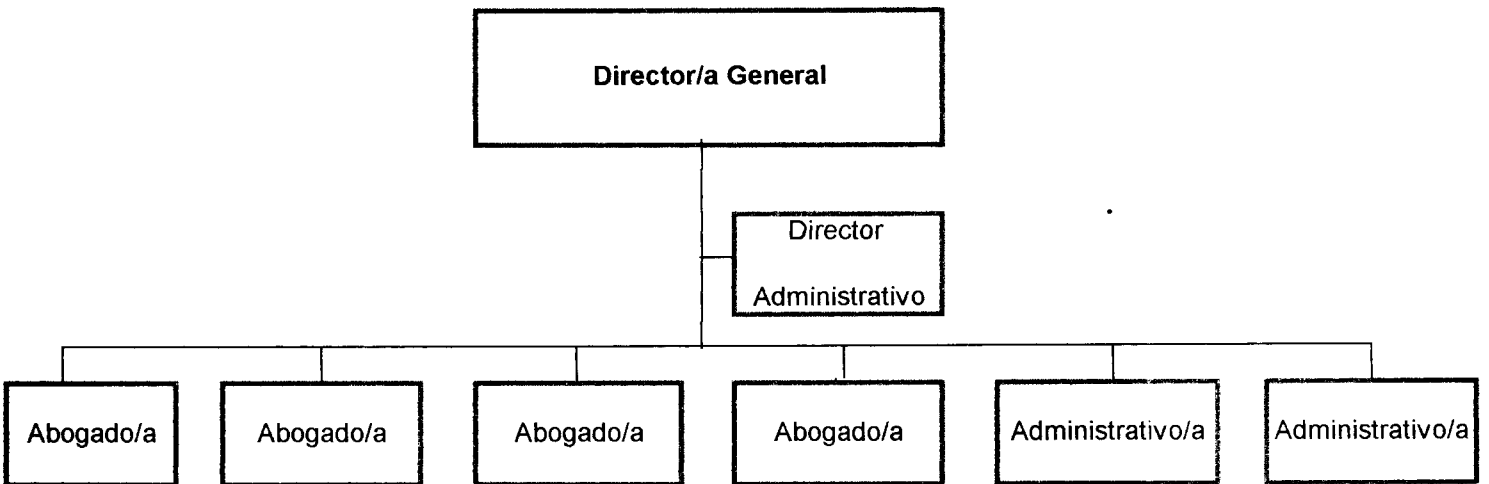 Director/a General
Director
Administrativo
Abogado/a
Abogado/a
Abogado/a
Abogado/a
Administrativo/a
Administrativo/a